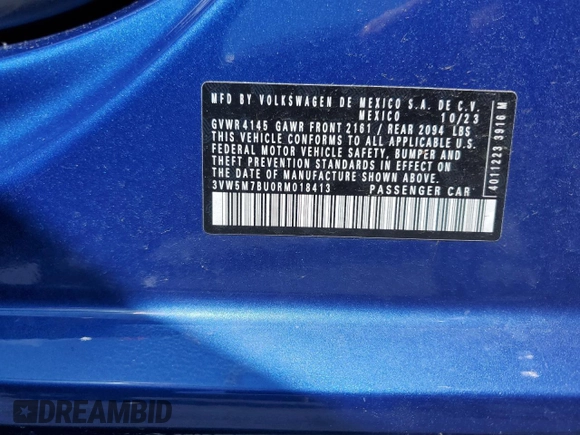 MFD BY VOLKSWAGEN DE MEXICO S.A. DE C.V.
MEXICO 10/23
GVWR 4145 GAWR FRONT 2161 / REAR 2094 LBS
THIS VEHICLE CONFORMS TO ALL APPLICABLE U.S.
FEDERAL MOTOR VEHICLE SAFETY, BUMPER AND
THEFT PREVENTION STANDARDS IN EFFECT ON
THE DATE OF MANUFACTURE SHOWN ABOVE.
3VW5M7BU0RM018413 PASSENGER CAR
4011223 3916 M
DREAMBID